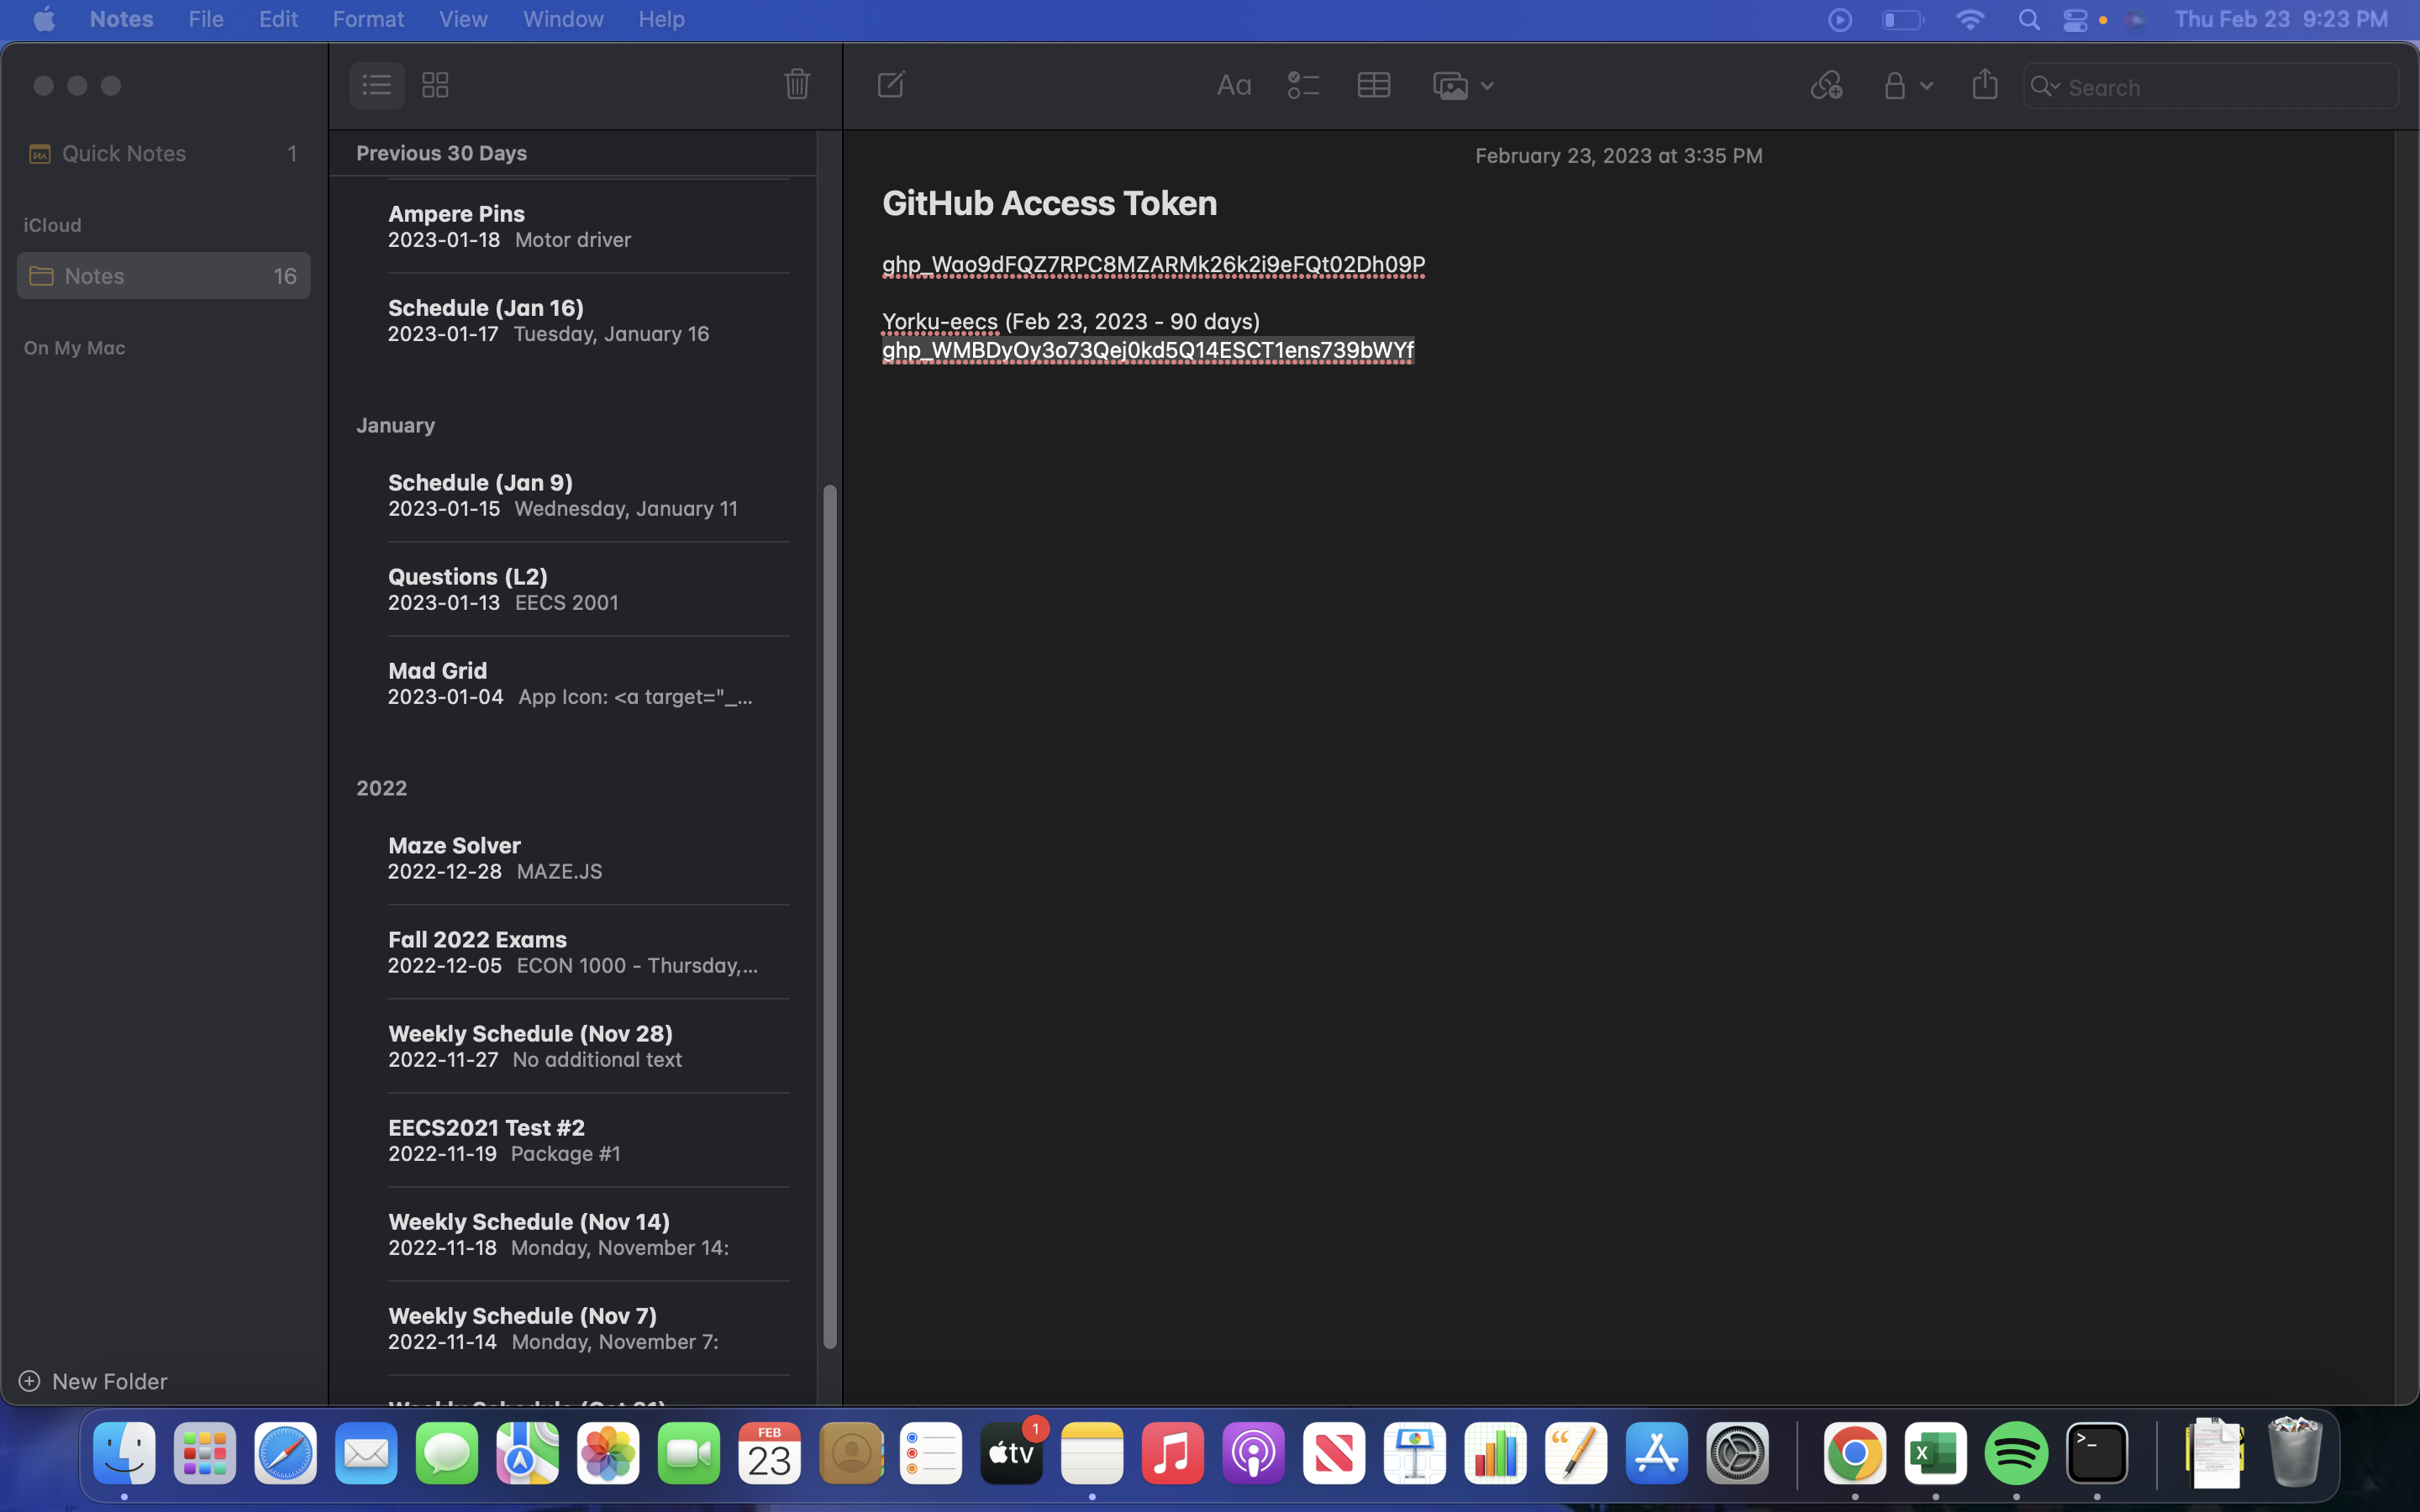 Notes File Edit Format View Window Help
Thu Feb 23 9:23 PM
Search
Quick Notes 1
iCloud
Notes 16
On My Mac
New Folder
Previous 30 Days
Ampere Pins
2023-01-18 Motor driver
Schedule (Jan 16)
2023-01-17 Tuesday, January 16
January
Schedule (Jan 9)
2023-01-15 Wednesday, January 11
Questions (L2)
2023-01-13 EECS 2001
Mad Grid
2023-01-04 App Icon: <a target="_...
2022
Maze Solver
2022-12-28 MAZE.JS
Fall 2022 Exams
2022-12-05 ECON 1000 - Thursday,...
Weekly Schedule (Nov 28)
2022-11-27 No additional text
EECS2021 Test #2
2022-11-19 Package #1
Weekly Schedule (Nov 14)
2022-11-18 Monday, November 14:
Weekly Schedule (Nov 7)
2022-11-14 Monday, November 7:
Aa
February 23, 2023 at 3:35 PM
GitHub Access Token
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
Yorku-eecs (Feb 23, 2023 - 90 days)
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
FEB
23
tv
1
X
>_